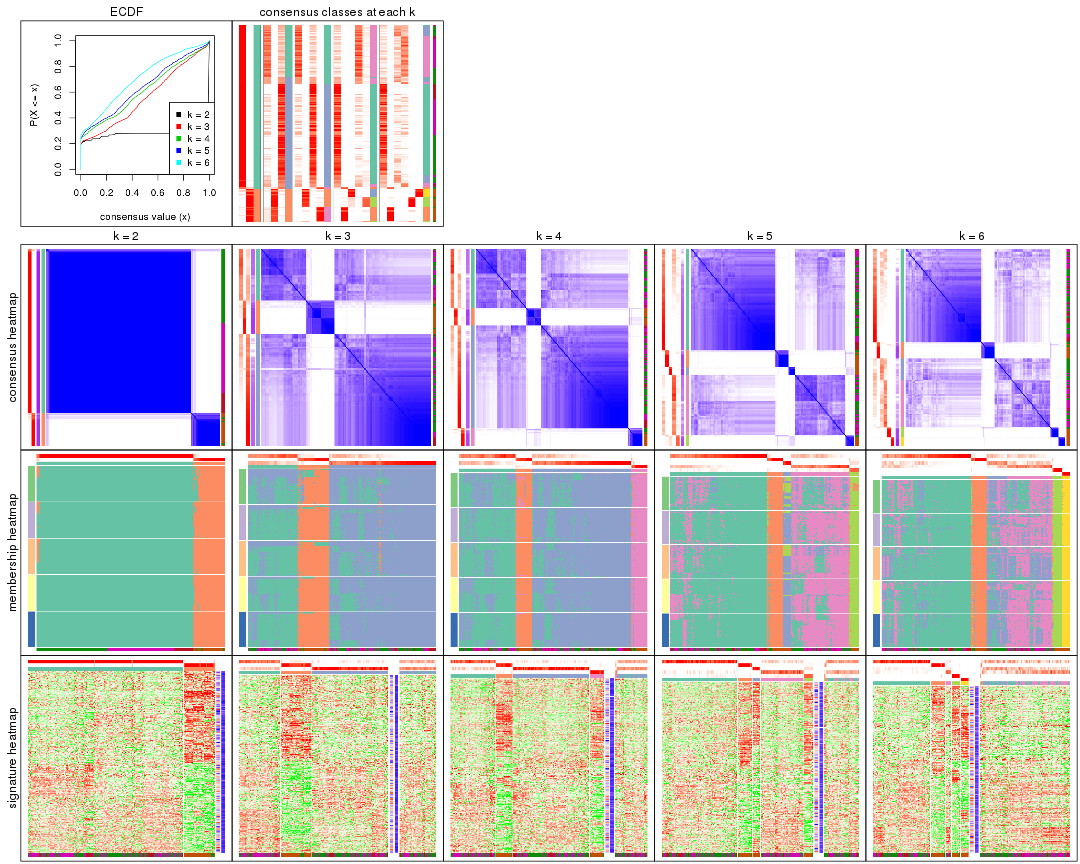 ECDF
consensus classes at each k
P(X <= x)
0.0 0.2 0.4 0.6 0.8 1.0
k = 2
k = 3
k = 4
k = 5
k = 6
0.0 0.2 0.4 0.6 0.8 1.0
consensus value (x)
k = 2 k = 3 k = 4 k = 5 k = 6
consensus heatmap
membership heatmap
signature heatmap